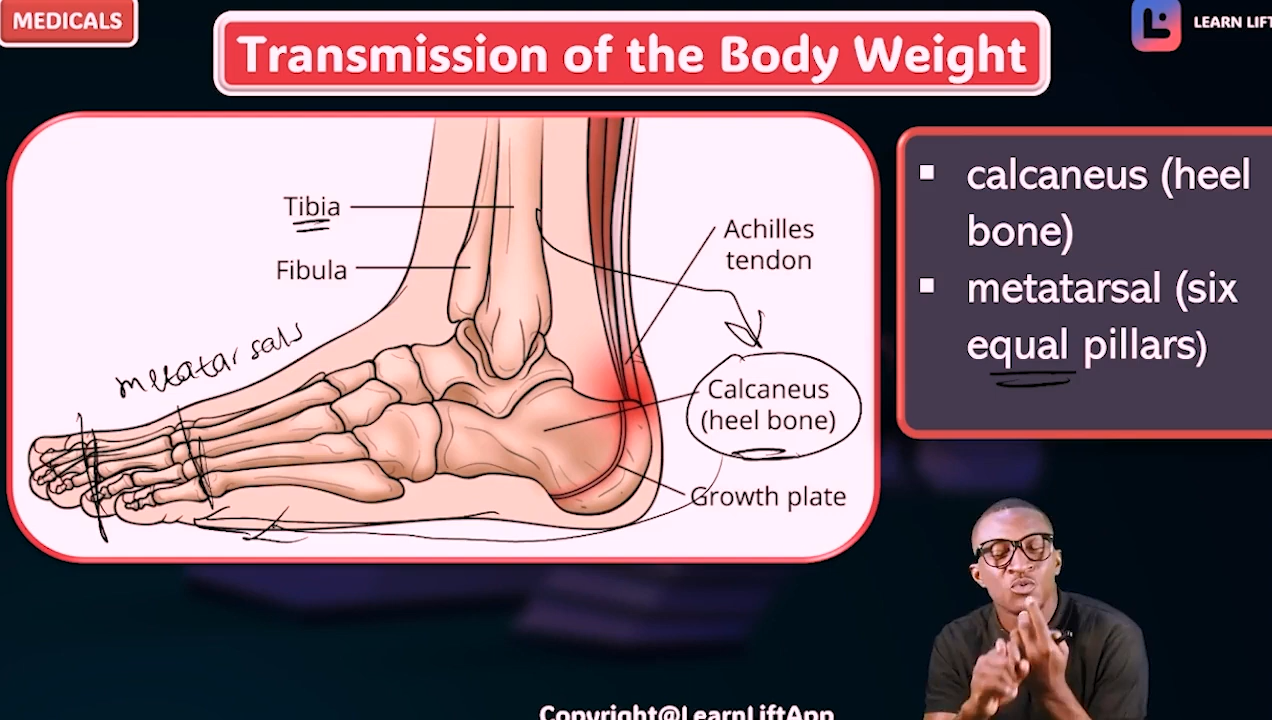 MEDICALS
LEARN LIFT
Transmission of the Body Weight
Tibia
Fibula
Achilles
tendon
metatarsals
Calcaneus
(heel bone)
Growth plate
▪ calcaneus (heel
bone)
▪ metatarsal (six
equal pillars)
Copyright@LearnLiftApp